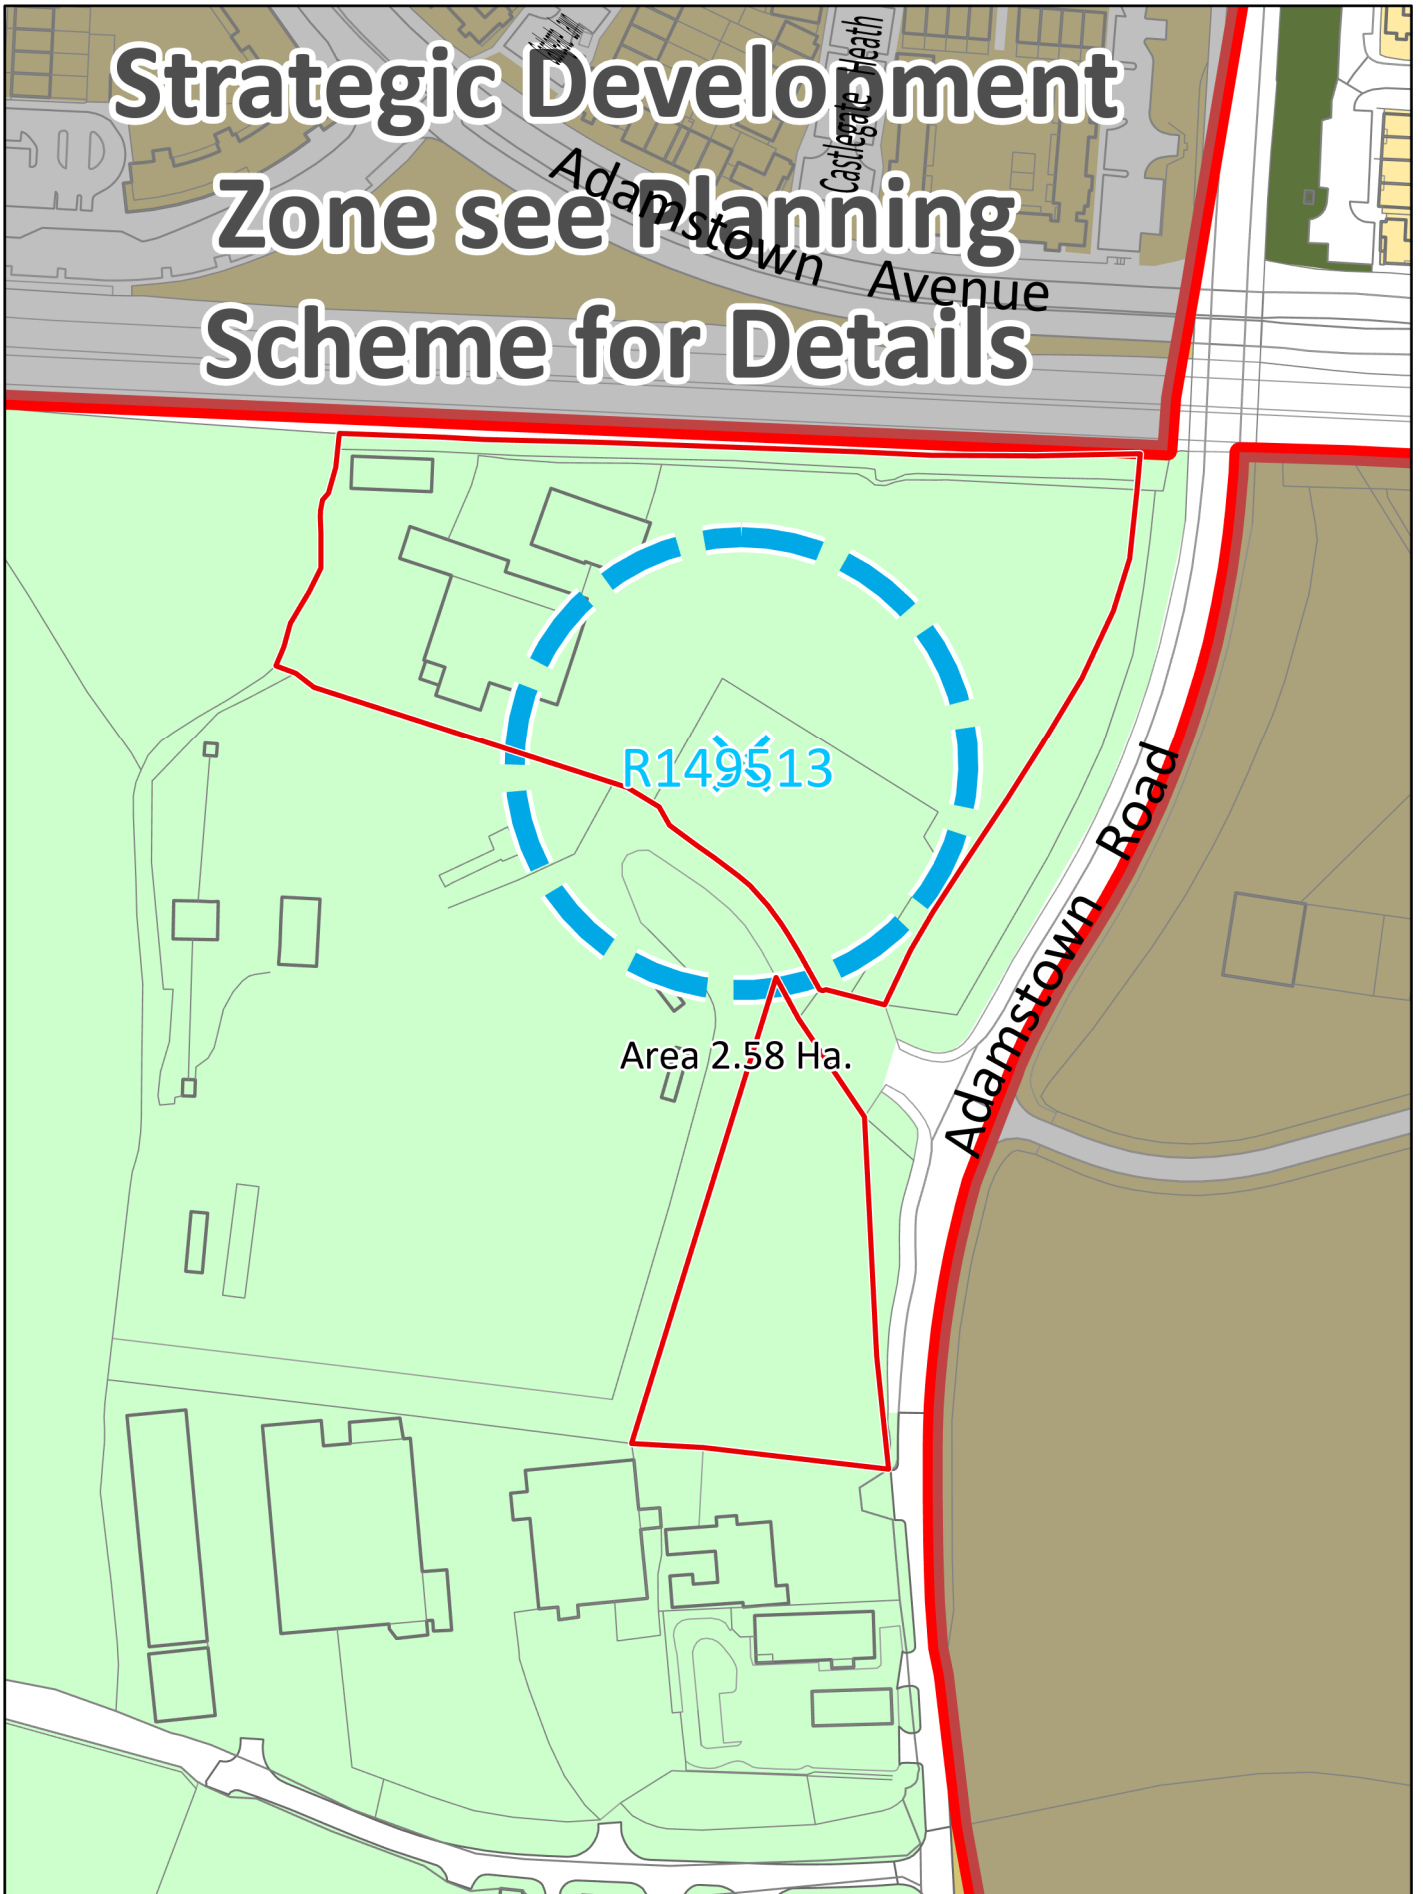 Strategic Development
Zone see Planning
Scheme for Details
Castlegate Heath
Adamstown Avenue
R149513
Area 2.58 Ha.
Adamstown Road